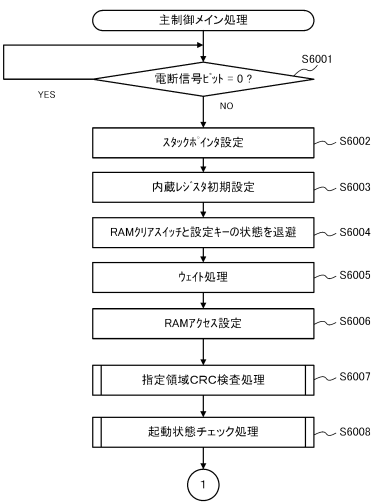 主制御メイン処理
S6001
電断信号ビット = 0 ?
YES
NO
スタックポインタ設定
S6002
内蔵レジスタ初期設定
S6003
RAMクリアスイッチと設定キーの状態を退避
S6004
ウェイト処理
S6005
RAMアクセス設定
S6006
指定領域CRC検査処理
S6007
起動状態チェック処理
S6008
1